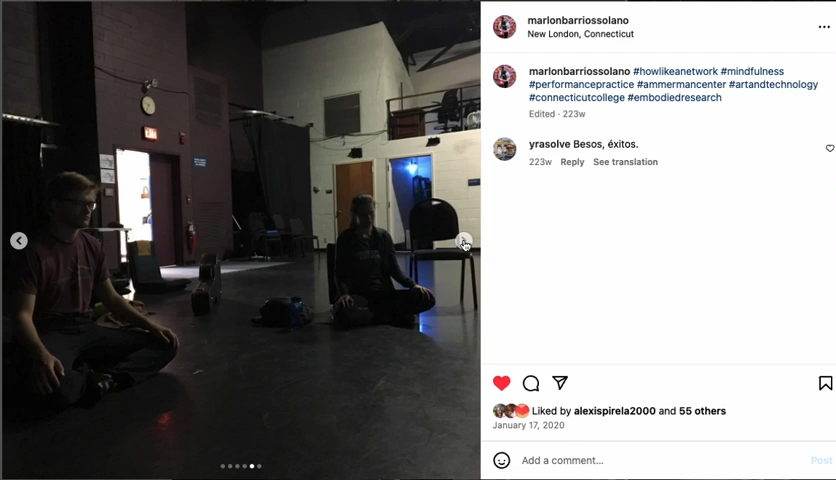 marlonbarriossolano
New London, Connecticut
marlonbarriossolano #howlikeanetwork #mindfulness
#performancepractice #ammermancenter #artandtechnology
#connecticutcollege #embodiedresearch
Edited · 223w
yrasolve Besos, éxitos.
223w Reply See translation
EXIT
Liked by alexispirela2000 and 55 others
January 17, 2020
Add a comment...
Post